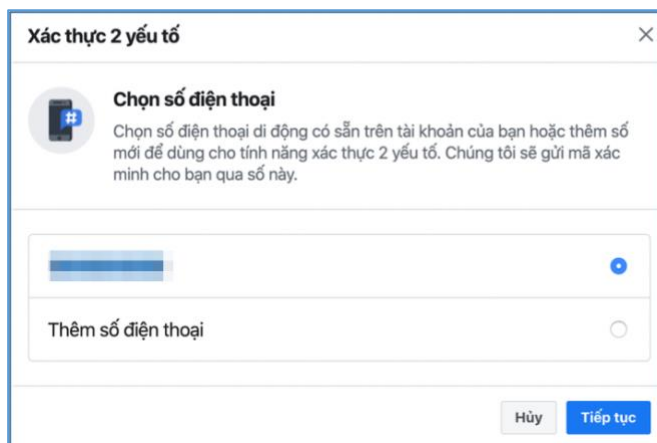 Xác thực 2 yếu tố
Chọn số điện thoại
Chọn số điện thoại di động có sẵn trên tài khoản của bạn hoặc thêm số
mới để dùng cho tính năng xác thực 2 yếu tố. Chúng tôi sẽ gửi mã xác
minh cho bạn qua số này.
Thêm số điện thoại
Hủy
Tiếp tục